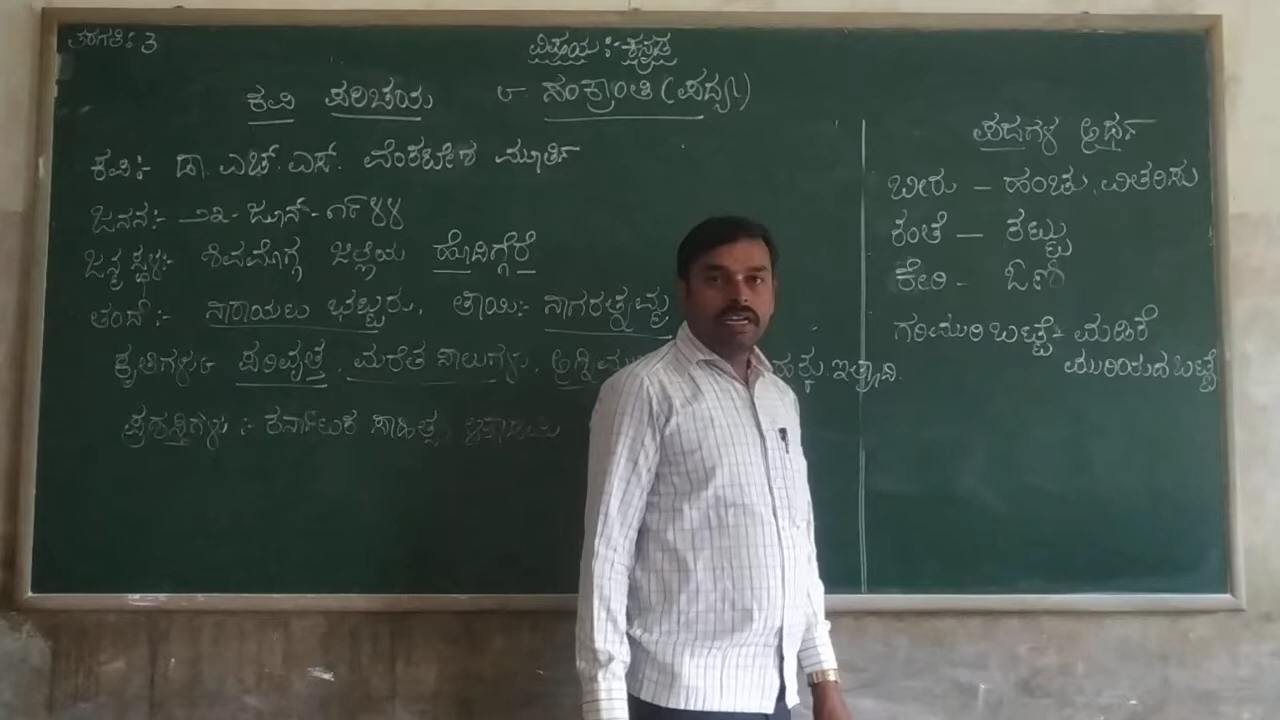 ತರಗತಿ: 3
ವಿಷಯ :- ಕನ್ನಡ
ಕವಿ ಪರಿಚಯ ೮. ಸಂಕ್ರಾಂತಿ (ಪದ್ಯ)
ಕವಿ :- ಡಾ. ಎಚ್. ಎಸ್. ವೆಂಕಟೇಶ ಮೂರ್ತಿ
ಜನನ :- ೨೩-ಜೂನ್-೧೯೪೪
ಜನ್ಮ ಸ್ಥಳ:- ಶಿವಮೊಗ್ಗ ಜಿಲ್ಲೆಯ ಹೊದಿಗ್ಗೆರೆ
ತಂದೆ :- ನಾರಾಯಣ ಭಟ್ಟರು, ತಾಯಿ:- ನಾಗರತ್ನಮ್ಮ
ಕೃತಿಗಳು:- ಪರಿವೃತ್ತ, ಮರೆತ ಸಾಲುಗಳು, ಇತ್ಯಾದಿ.
ಪ್ರಶಸ್ತಿಗಳು :- ಕರ್ನಾಟಕ ಸಾಹಿತ್ಯ
ಪದಗಳ ಅರ್ಥ
ಬೀರು – ಹಂಚು, ವಿತರಿಸು
ಕಂತೆ – ಕಟ್ಟು
ಕೇರಿ - ಓಣಿ
ಗರಿಮುರಿ ಬಟ್ಟೆ - ಮಡಿಕೆ
ಮುರಿಯದ ಬಟ್ಟೆ